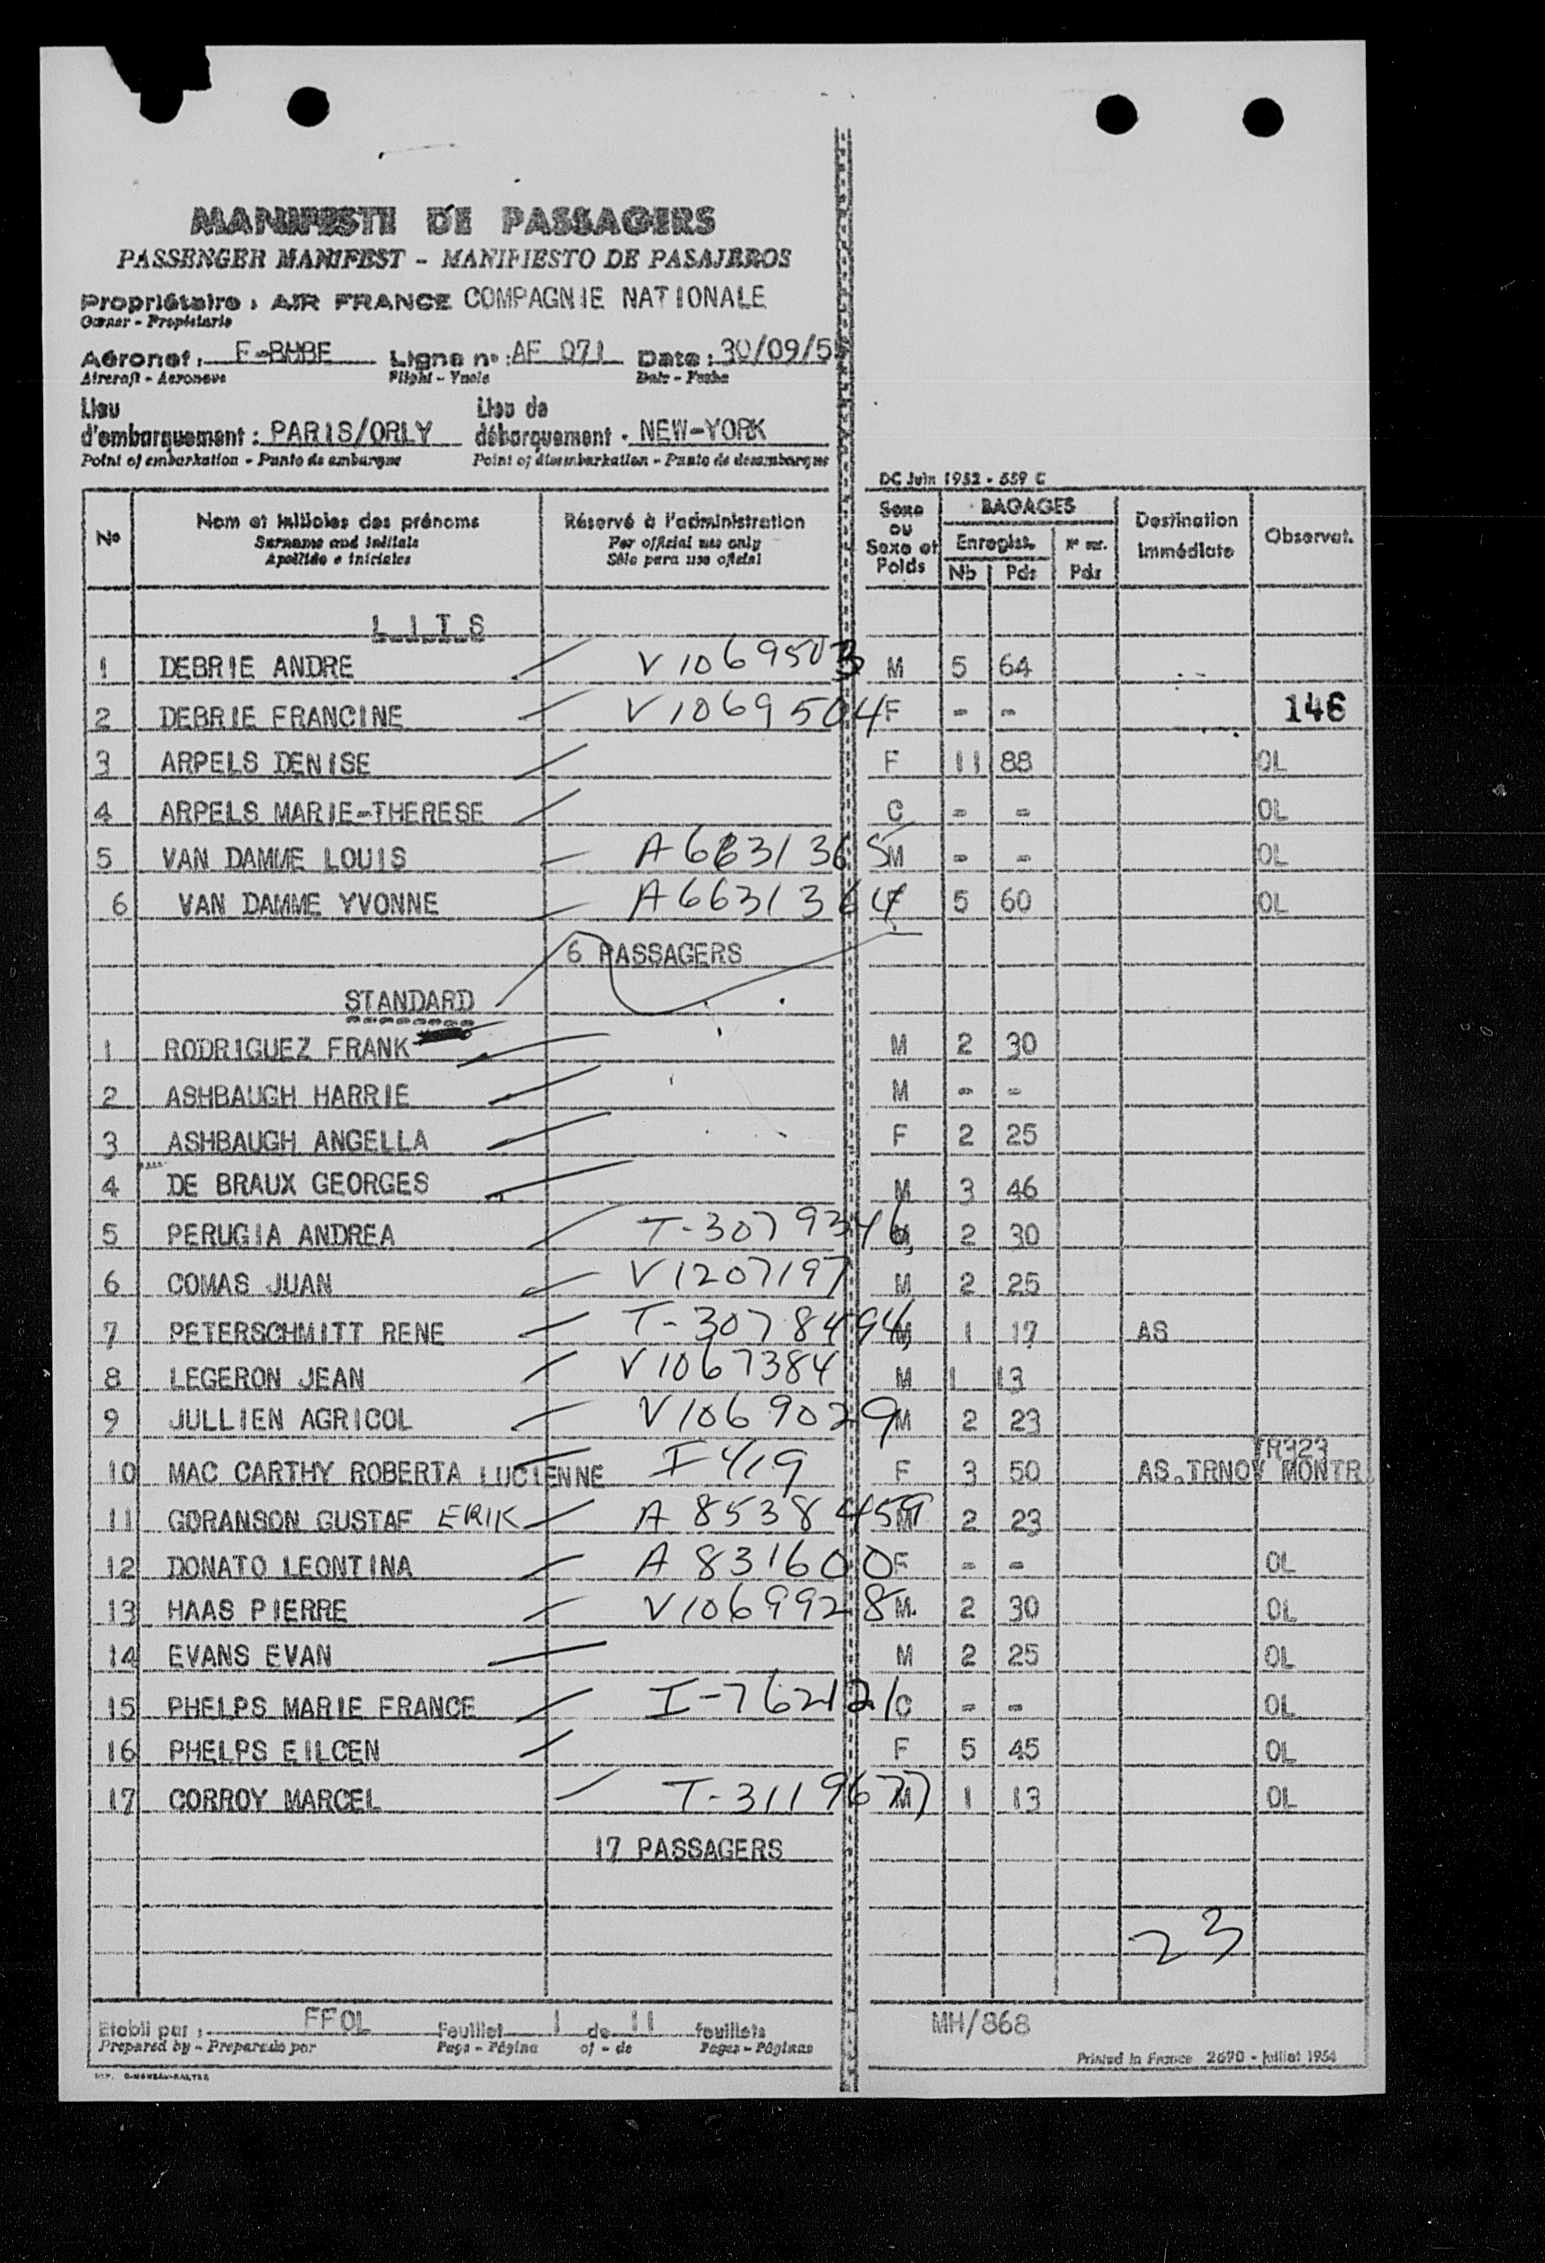 MANIFESTE DE PASSAGERS
PASSENGER MANIFEST - MANIFIESTO DE PASAJEROS
Propriétaire : AIR FRANCE COMPAGNIE NATIONALE
Owner - Propietario
Aéronef : F-BHBE Ligne n° : AF 071 Date : 30/09/5
Aircraft - Aeronave Flight - Vuelo Date - Fecha
Lieu d'embarquement : PARIS/ORLY Lieu de débarquement - NEW-YORK
Point of embarkation - Punto de embarque Point of disembarkation - Punto de desembarque
DC Juin 1952 - 559 C
N° Nom et initiales des prénoms Réservé à l'administration Sexe ou Sexe et Poids BAGAGES Destination immédiate Observat.
Surname and initials For official use only Enregist. N° enr.
Apellido e iniciales Sólo para uso oficial Nb Pds Pds
LITS
1 DEBRIE ANDRE V1069503 M 5 64
2 DEBRIE FRANCINE V1069504 F - - 146
3 ARPELS DENISE F 11 88 OL
4 ARPELS MARIE-THERESE C - - OL
5 VAN DAMME LOUIS A6631365 M - - OL
6 VAN DAMME YVONNE A6631364 5 60 OL
6 PASSAGERS
STANDARD
1 RODRIGUEZ FRANK M 2 30
2 ASHBAUGH HARRIE M - -
3 ASHBAUGH ANGELLA F 2 25
4 DE BRAUX GEORGES M 3 46
5 PERUGIA ANDREA T-3079346 M 2 30
6 COMAS JUAN V1207197 M 2 25
7 PETERSCHMITT RENE T-3078494 M 1 17 AS
8 LEGERON JEAN V1067384 M 1 13
9 JULLIEN AGRICOL V1069029 M 2 23
TR323
10 MAC CARTHY ROBERTA LUCIENNE I-419 F 3 50 AS.TRNOV MONTR
11 GORANSON GUSTAF ERIK A 8538459 M 2 23
12 DONATO LEONTINA A 831600 F - - OL
13 HAAS PIERRE V1069928 M. 2 30 OL
14 EVANS EVAN M 2 25 OL
15 PHELPS MARIE FRANCE I-762121 C - - OL
16 PHELPS EILCEN F 5 45 OL
17 CORROY MARCEL T-3119677 M 1 13 OL
17 PASSAGERS
23
Etabli par : FFOL Feuillet 1 de 11 feuillets MH/868
Prepared by - Preparado por Page - Página of - de Pages - Páginas
Printed in France 2690 - Juillet 1954